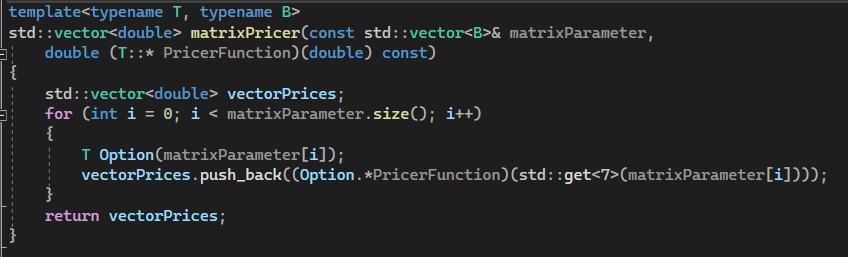 template<typename T, typename B>
std::vector<double> matrixPricer(const std::vector<B>& matrixParameter,
    double (T::* PricerFunction)(double) const)
{
    std::vector<double> vectorPrices;
    for (int i = 0; i < matrixParameter.size(); i++)
    {
        T Option(matrixParameter[i]);
        vectorPrices.push_back((Option.*PricerFunction)(std::get<7>(matrixParameter[i])));
    }
    return vectorPrices;
}